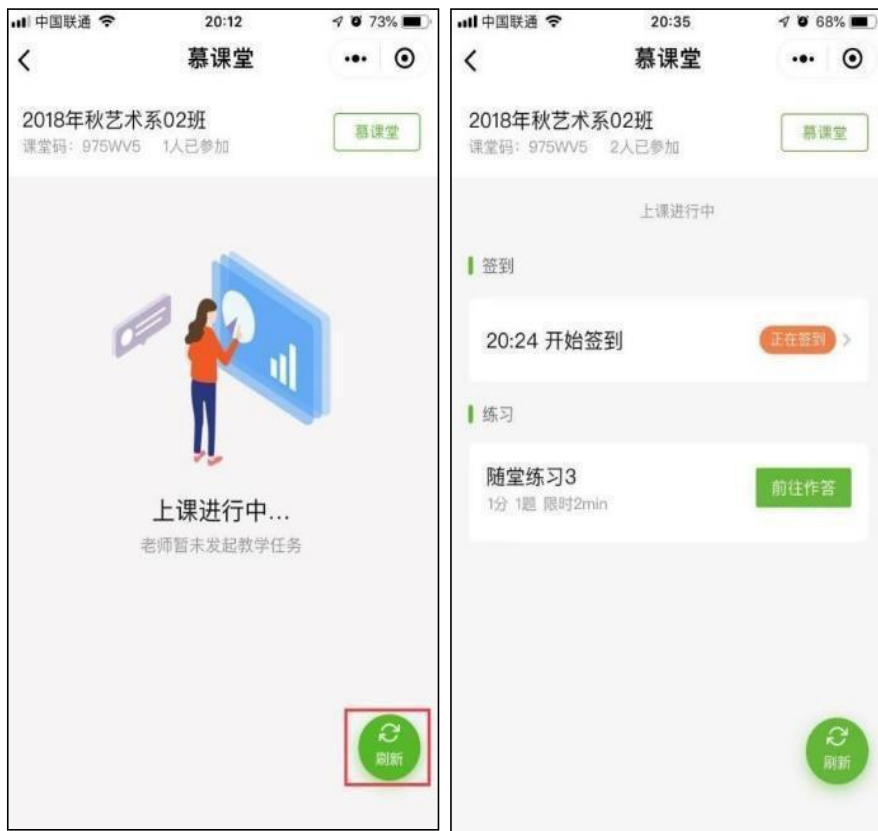 中国联通 20:12 73%
慕课堂
2018年秋艺术系02班
课堂码：975WV5 1人已参加
慕课堂
上课进行中...
老师暂未发起教学任务
刷新
中国联通 20:35 68%
慕课堂
2018年秋艺术系02班
课堂码：975WV5 2人已参加
慕课堂
上课进行中
签到
20:24 开始签到
正在签到
练习
随堂练习3
1分 1题 限时2min
前往作答
刷新